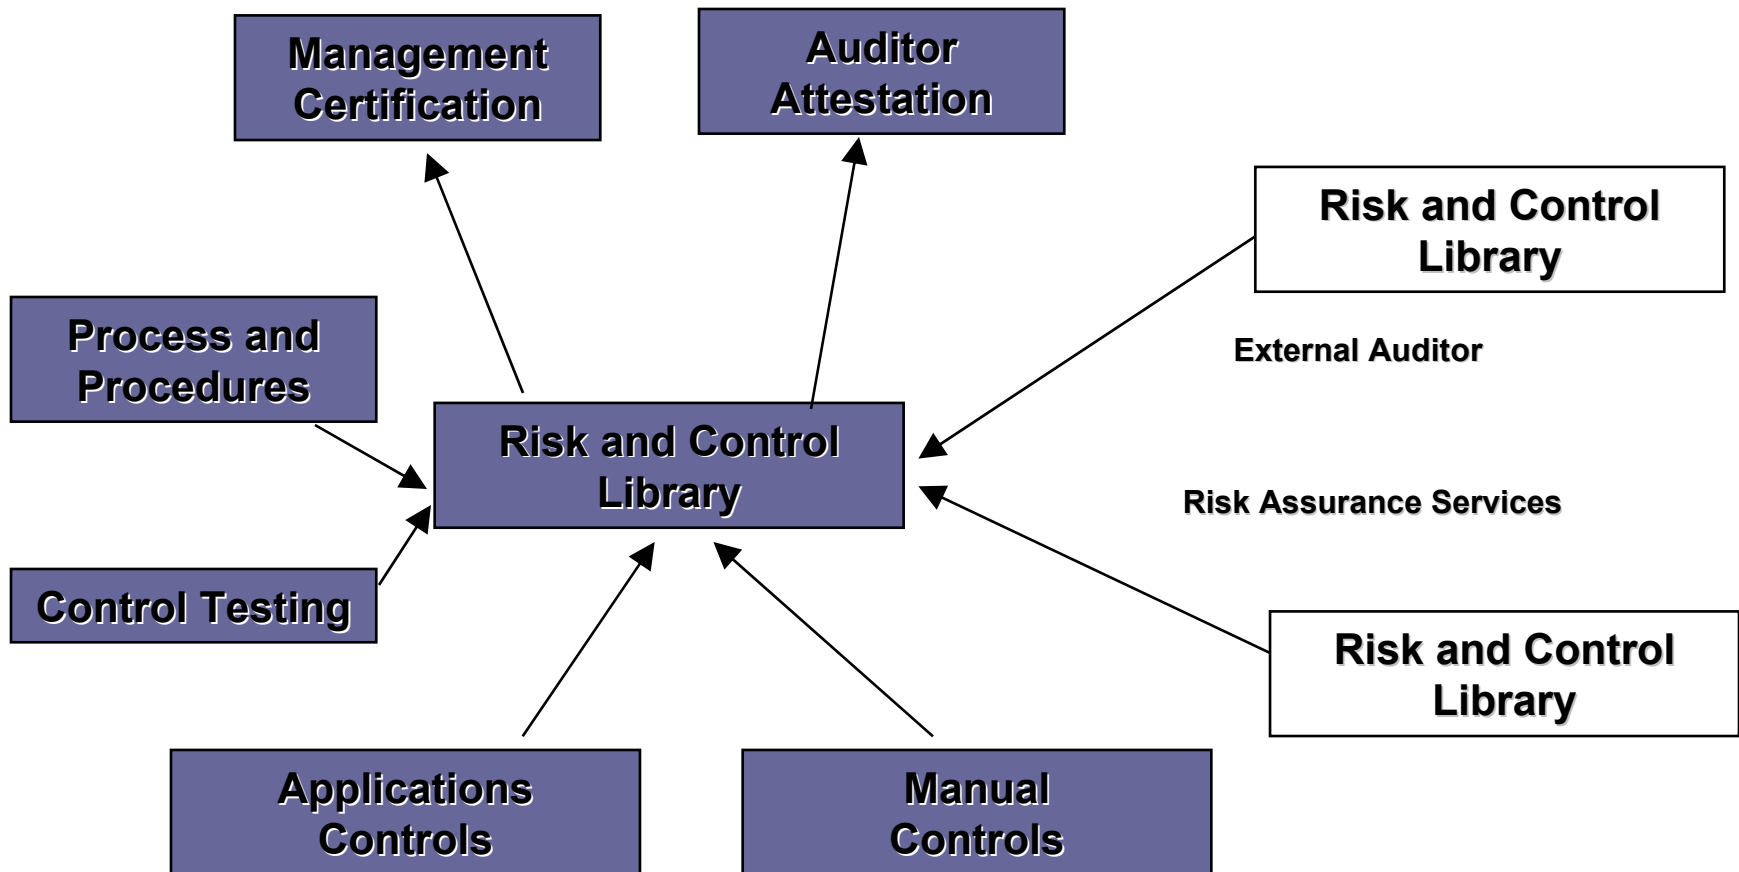 Management
Certification
Auditor
Attestation
Risk and Control
Library
Process and
Procedures
External Auditor
Risk and Control
Library
Risk Assurance Services
Control Testing
Risk and Control
Library
Applications
Controls
Manual
Controls